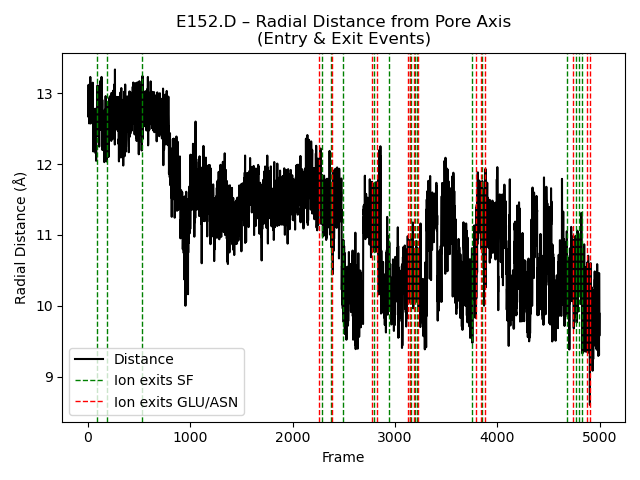 E152.D – Radial Distance from Pore Axis
(Entry & Exit Events)
Radial Distance (Å)
13
12
11
10
9
Distance
Ion exits SF
Ion exits GLU/ASN
0 1000 2000 3000 4000 5000
Frame